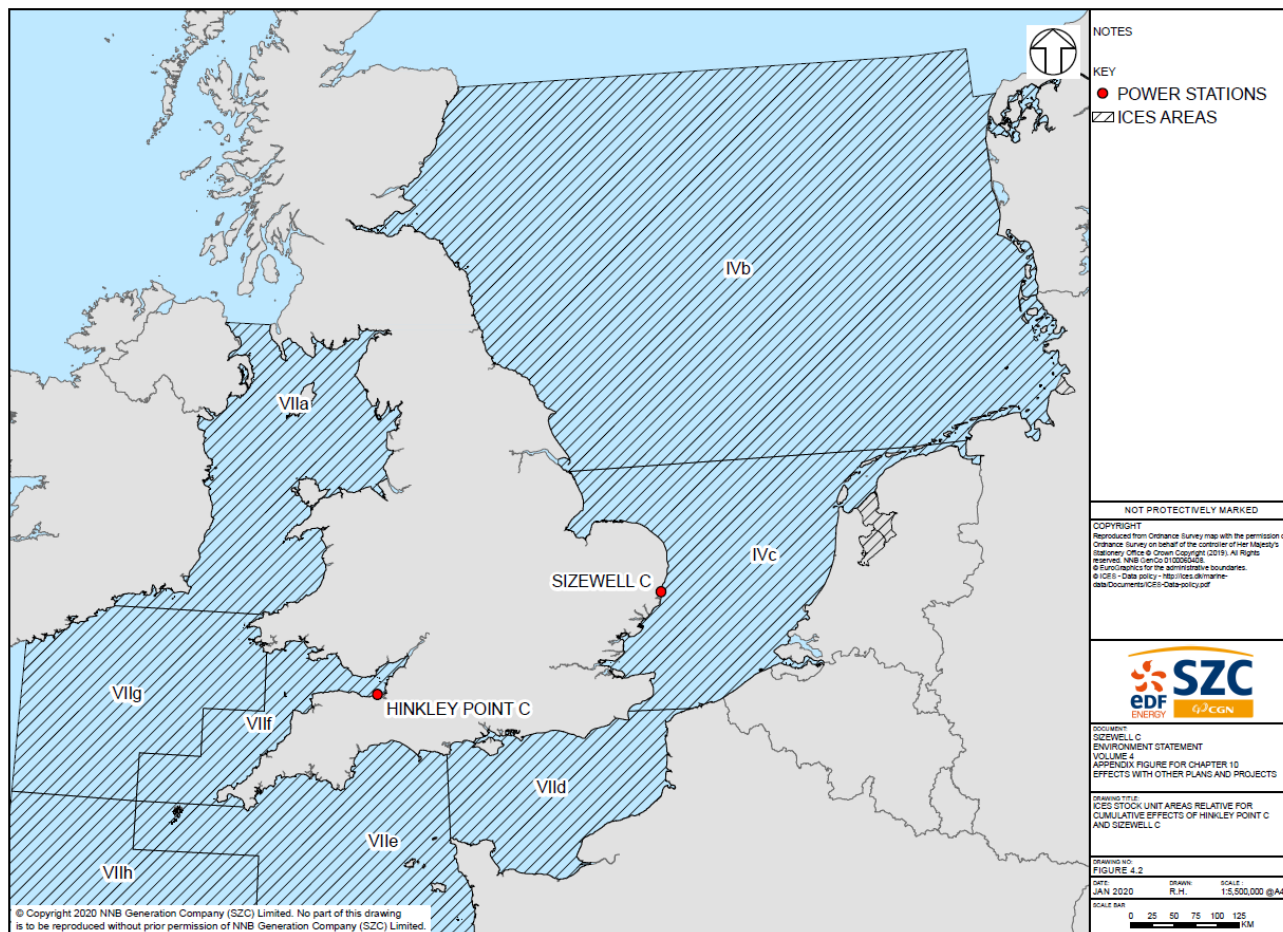 NOTES
KEY
POWER STATIONS
ICES AREAS
IVb
VIIa
IVc
SIZEWELL C
VIIg
VIIf
HINKLEY POINT C
VIId
VIIe
VIIh
© Copyright 2020 NNB Generation Company (SZC) Limited. No part of this drawing
is to be reproduced without prior permission of NNB Generation Company (SZC) Limited.
NOT PROTECTIVELY MARKED
COPYRIGHT
Reproduced from Ordnance Survey map with the permission o
Ordnance Survey on behalf of the controller of Her Majesty's
Stationery Office © Crown Copyright (2019). All Rights
reserved. NNB GenCo 0100060408.
© EuroGraphics for the administrative boundaries.
© ICES - Data policy - http://ices.dk/marine-
data/Documents/ICES-Data-policy.pdf
edF
ENERGY
SZC
CGN
DOCUMENT:
SIZEWELL C
ENVIRONMENT STATEMENT
VOLUME 4
APPENDIX FIGURE FOR CHAPTER 10
EFFECTS WITH OTHER PLANS AND PROJECTS
DRAWING TITLE:
ICES STOCK UNIT AREAS RELATIVE FOR
CUMULATIVE EFFECTS OF HINKLEY POINT C
AND SIZEWELL C
DRAWING NO:
FIGURE 4.2
DATE: DRAWN: SCALE :
JAN 2020 R.H. 1:5,500,000 @A4
SCALE BAR
0 25 50 75 100 125
KM